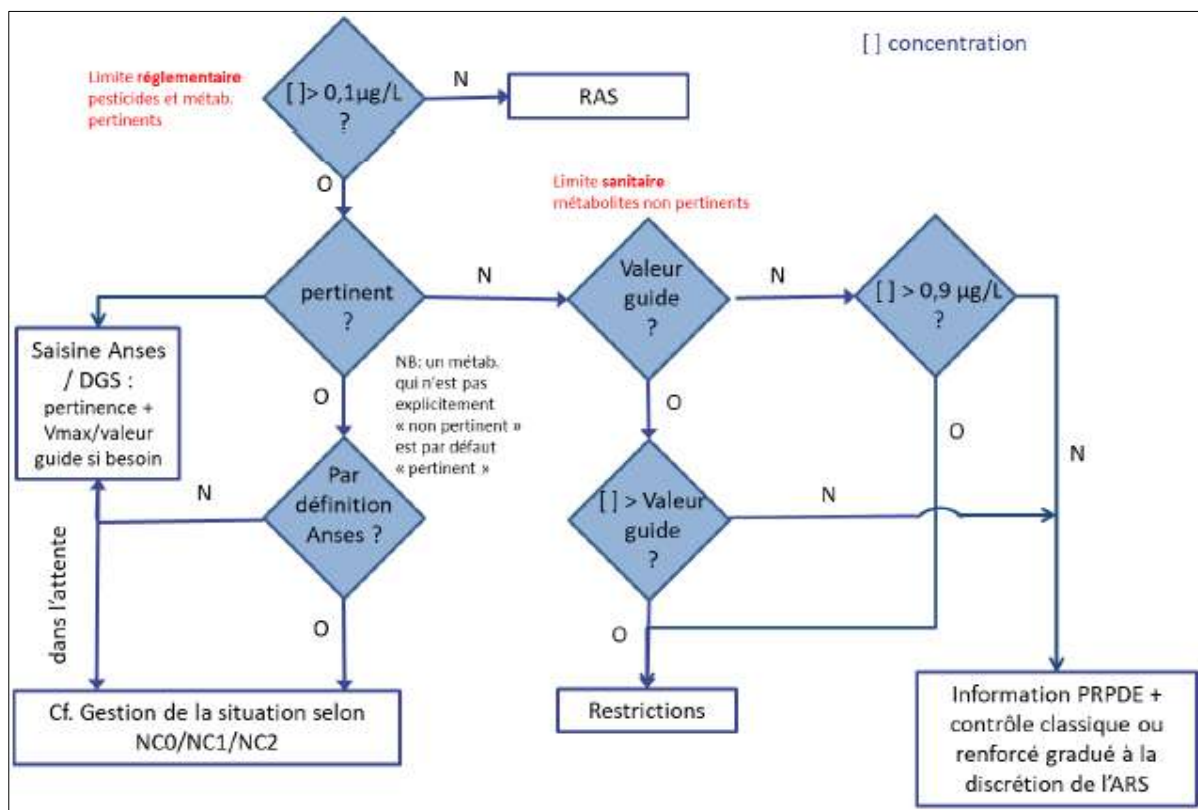 [ ] concentration
Limite réglementaire
pesticides et métab.
pertinents
[ ]> 0,1µg/L
?
N
RAS
O
Limite sanitaire
métabolites non pertinents
pertinent
?
N
Valeur
guide
?
N
[ ] > 0,9 µg/L
?
Saisine Anses
/ DGS :
pertinence +
Vmax/valeur
guide si besoin
O
NB: un métab.
qui n'est pas
explicitement
« non pertinent »
est par défaut
« pertinent »
O
O
N
Par
définition
Anses ?
N
[ ] > Valeur
guide
?
N
dans l'attente
O
O
Cf. Gestion de la situation selon
NC0/NC1/NC2
Restrictions
Information PRPDE +
contrôle classique ou
renforcé gradué à la
discrétion de l'ARS